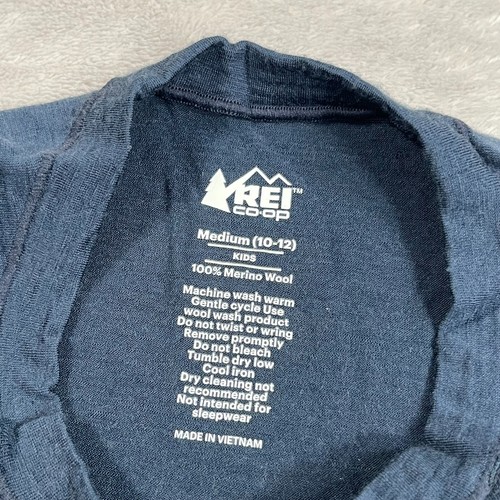 REI™
CO·OP
Medium (10-12)
KIDS
100% Merino Wool
Machine wash warm
Gentle cycle Use
wool wash product
Do not twist or wring
Remove promptly
Do not bleach
Tumble dry low
Cool iron
Dry cleaning not
recommended
Not Intended for
sleepwear
MADE IN VIETNAM